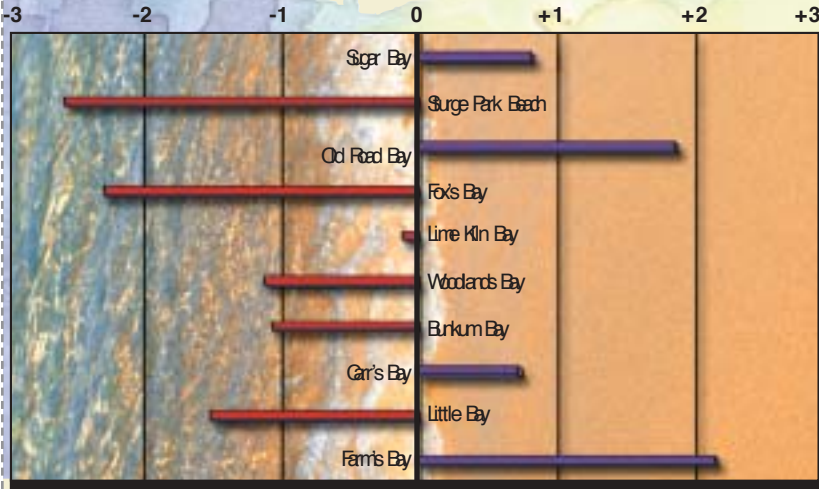 -3 -2 -1 0 +1 +2 +3
Sugar Bay
Sturge Park Beach
Old Road Bay
Fox's Bay
Lime Kiln Bay
Woodlands Bay
Bunkum Bay
Carr's Bay
Little Bay
Farm's Bay